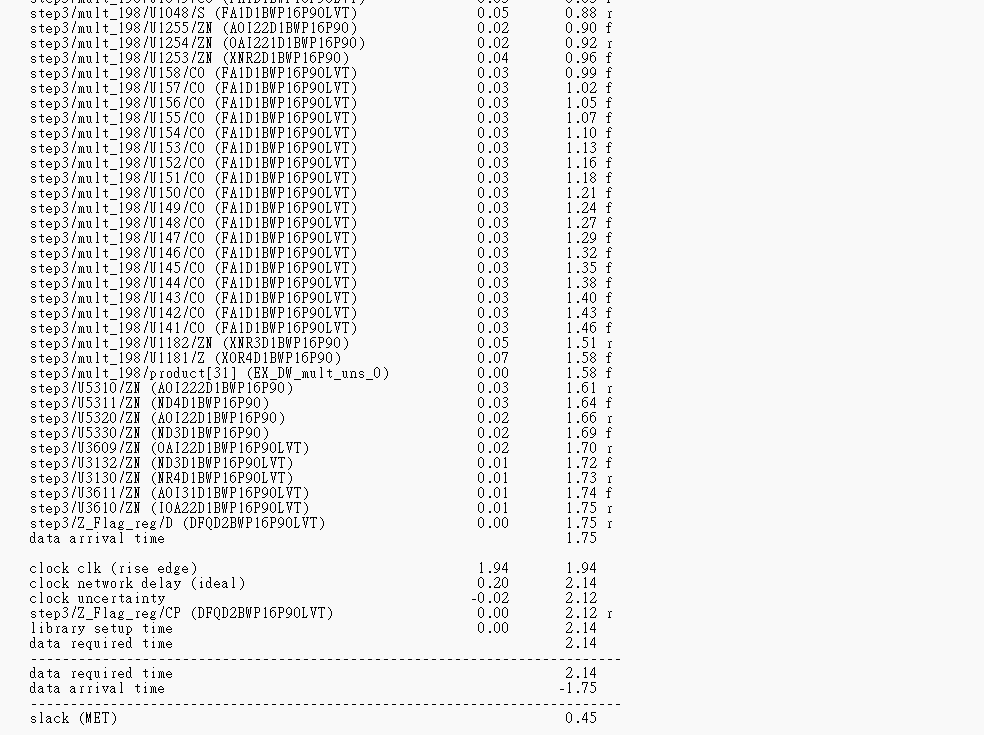 step3/mult_198/U1048/S (FA1D1BWP16P90LVT) 0.05 0.88 r
step3/mult_198/U1255/ZN (AOI22D1BWP16P90) 0.02 0.90 f
step3/mult_198/U1254/ZN (OAI221D1BWP16P90) 0.02 0.92 r
step3/mult_198/U1253/ZN (XNR2D1BWP16P90) 0.04 0.96 f
step3/mult_198/U158/CO (FA1D1BWP16P90LVT) 0.03 0.99 f
step3/mult_198/U157/CO (FA1D1BWP16P90LVT) 0.03 1.02 f
step3/mult_198/U156/CO (FA1D1BWP16P90LVT) 0.03 1.05 f
step3/mult_198/U155/CO (FA1D1BWP16P90LVT) 0.03 1.07 f
step3/mult_198/U154/CO (FA1D1BWP16P90LVT) 0.03 1.10 f
step3/mult_198/U153/CO (FA1D1BWP16P90LVT) 0.03 1.13 f
step3/mult_198/U152/CO (FA1D1BWP16P90LVT) 0.03 1.16 f
step3/mult_198/U151/CO (FA1D1BWP16P90LVT) 0.03 1.18 f
step3/mult_198/U150/CO (FA1D1BWP16P90LVT) 0.03 1.21 f
step3/mult_198/U149/CO (FA1D1BWP16P90LVT) 0.03 1.24 f
step3/mult_198/U148/CO (FA1D1BWP16P90LVT) 0.03 1.27 f
step3/mult_198/U147/CO (FA1D1BWP16P90LVT) 0.03 1.29 f
step3/mult_198/U146/CO (FA1D1BWP16P90LVT) 0.03 1.32 f
step3/mult_198/U145/CO (FA1D1BWP16P90LVT) 0.03 1.35 f
step3/mult_198/U144/CO (FA1D1BWP16P90LVT) 0.03 1.38 f
step3/mult_198/U143/CO (FA1D1BWP16P90LVT) 0.03 1.40 f
step3/mult_198/U142/CO (FA1D1BWP16P90LVT) 0.03 1.43 f
step3/mult_198/U141/CO (FA1D1BWP16P90LVT) 0.03 1.46 f
step3/mult_198/U1182/ZN (XNR3D1BWP16P90) 0.05 1.51 r
step3/mult_198/U1181/Z (XOR4D1BWP16P90) 0.07 1.58 f
step3/mult_198/product[31] (EX_DW_mult_uns_0) 0.00 1.58 f
step3/U5310/ZN (AOI222D1BWP16P90) 0.03 1.61 r
step3/U5311/ZN (ND4D1BWP16P90) 0.03 1.64 f
step3/U5320/ZN (AOI22D1BWP16P90) 0.02 1.66 r
step3/U5330/ZN (ND3D1BWP16P90) 0.02 1.69 f
step3/U3609/ZN (OAI22D1BWP16P90LVT) 0.02 1.70 r
step3/U3132/ZN (ND3D1BWP16P90LVT) 0.01 1.72 f
step3/U3130/ZN (NR4D1BWP16P90LVT) 0.01 1.73 r
step3/U3611/ZN (AOI31D1BWP16P90LVT) 0.01 1.74 f
step3/U3610/ZN (IOA22D1BWP16P90LVT) 0.01 1.75 r
step3/Z_Flag_reg/D (DFQD2BWP16P90LVT) 0.00 1.75 r
data arrival time 1.75
clock clk (rise edge) 1.94 1.94
clock network delay (ideal) 0.20 2.14
clock uncertainty -0.02 2.12
step3/Z_Flag_reg/CP (DFQD2BWP16P90LVT) 0.00 2.12 r
library setup time 0.00 2.14
data required time 2.14
--------------------------------------------------------------------------
data required time 2.14
data arrival time -1.75
--------------------------------------------------------------------------
slack (MET) 0.45